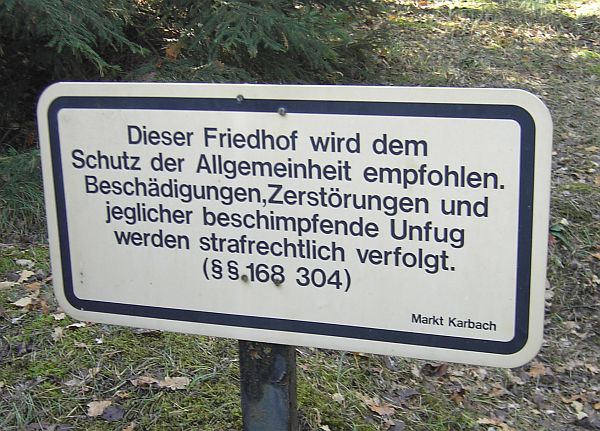 Dieser Friedhof wird dem
Schutz der Allgemeinheit empfohlen.
Beschädigungen,Zerstörungen und
jeglicher beschimpfende Unfug
werden strafrechtlich verfolgt.
(§§.168 304)
Markt Karbach